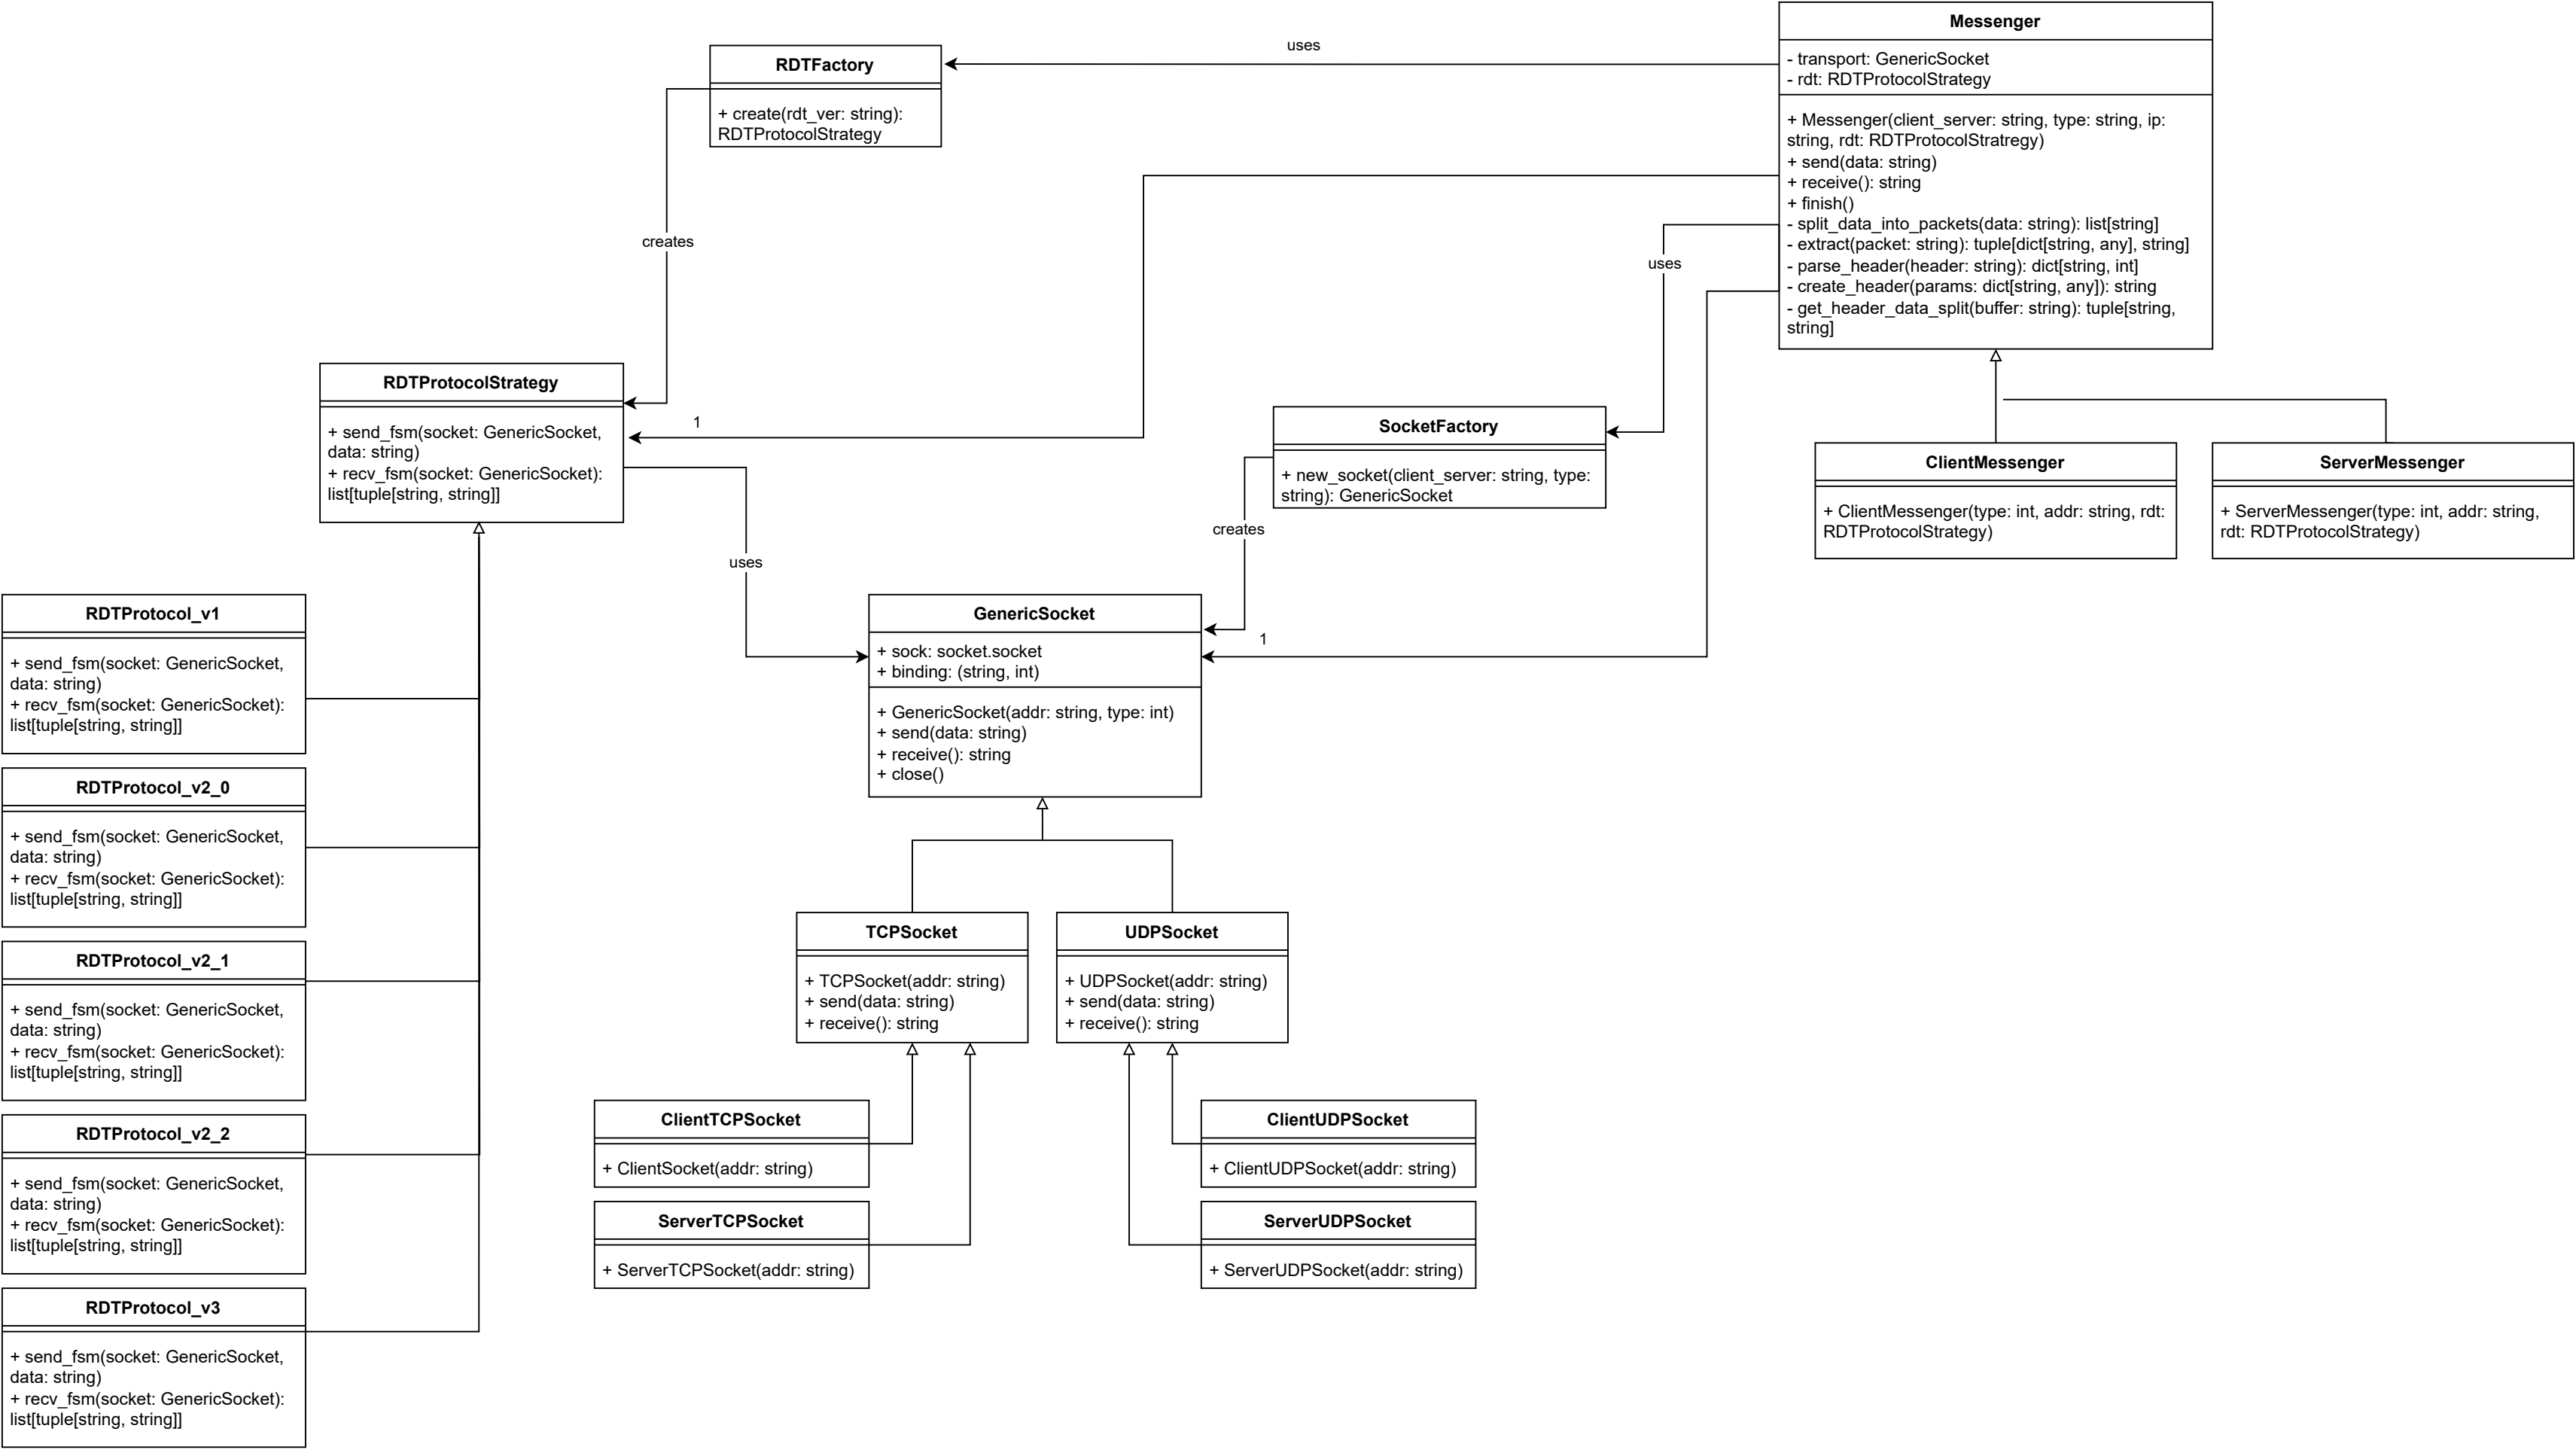 Messenger
- transport: GenericSocket
- rdt: RDTProtocolStrategy
+ Messenger(client_server: string, type: string, ip:
string, rdt: RDTProtocolStratregy)
+ send(data: string)
+ receive(): string
+ finish()
- split_data_into_packets(data: string): list[string]
- extract(packet: string): tuple[dict[string, any], string]
- parse_header(header: string): dict[string, int]
- create_header(params: dict[string, any]): string
- get_header_data_split(buffer: string): tuple[string,
string]
uses
RDTFactory
+ create(rdt_ver: string):
RDTProtocolStrategy
creates
uses
RDTProtocolStrategy
+ send_fsm(socket: GenericSocket,
data: string)
+ recv_fsm(socket: GenericSocket):
list[tuple[string, string]]
1
SocketFactory
+ new_socket(client_server: string, type:
string): GenericSocket
ClientMessenger
+ ClientMessenger(type: int, addr: string, rdt:
RDTProtocolStrategy)
ServerMessenger
+ ServerMessenger(type: int, addr: string,
rdt: RDTProtocolStrategy)
creates
uses
GenericSocket
+ sock: socket.socket
+ binding: (string, int)
+ GenericSocket(addr: string, type: int)
+ send(data: string)
+ receive(): string
+ close()
1
RDTProtocol_v1
+ send_fsm(socket: GenericSocket,
data: string)
+ recv_fsm(socket: GenericSocket):
list[tuple[string, string]]
RDTProtocol_v2_0
+ send_fsm(socket: GenericSocket,
data: string)
+ recv_fsm(socket: GenericSocket):
list[tuple[string, string]]
RDTProtocol_v2_1
+ send_fsm(socket: GenericSocket,
data: string)
+ recv_fsm(socket: GenericSocket):
list[tuple[string, string]]
RDTProtocol_v2_2
+ send_fsm(socket: GenericSocket,
data: string)
+ recv_fsm(socket: GenericSocket):
list[tuple[string, string]]
RDTProtocol_v3
+ send_fsm(socket: GenericSocket,
data: string)
+ recv_fsm(socket: GenericSocket):
list[tuple[string, string]]
TCPSocket
+ TCPSocket(addr: string)
+ send(data: string)
+ receive(): string
UDPSocket
+ UDPSocket(addr: string)
+ send(data: string)
+ receive(): string
ClientTCPSocket
+ ClientSocket(addr: string)
ServerTCPSocket
+ ServerTCPSocket(addr: string)
ClientUDPSocket
+ ClientUDPSocket(addr: string)
ServerUDPSocket
+ ServerUDPSocket(addr: string)